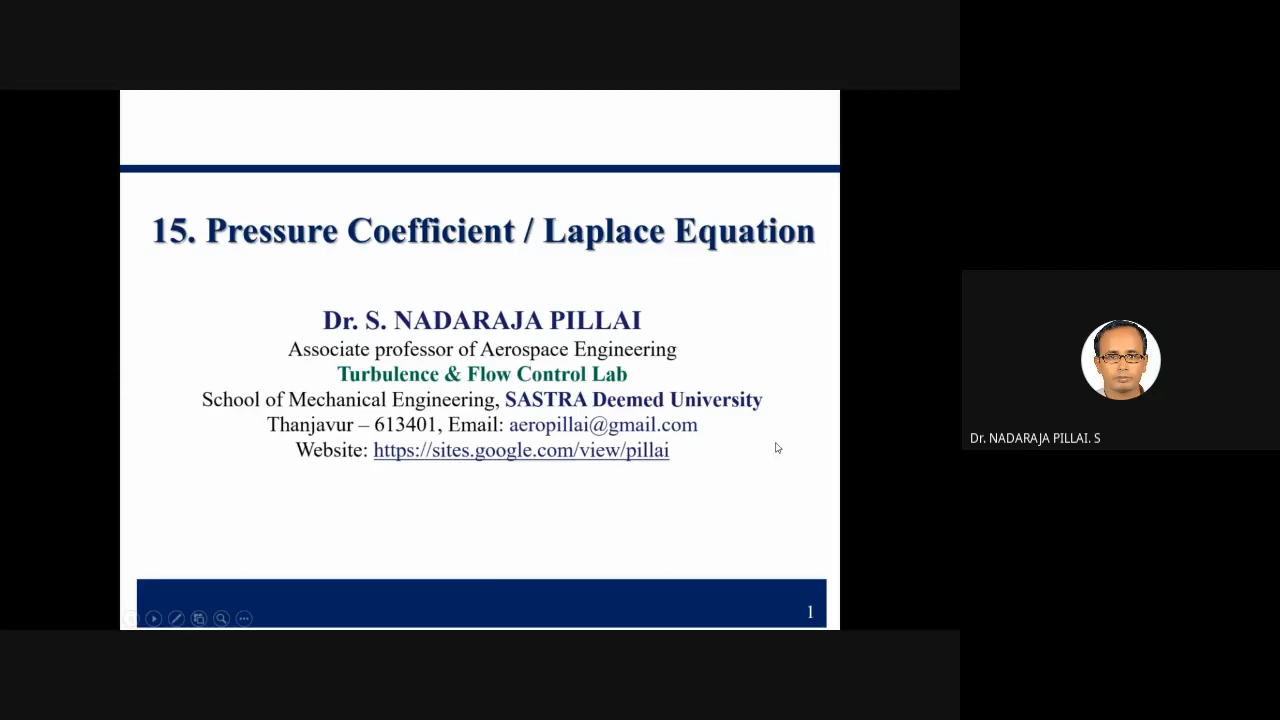 15. Pressure Coefficient / Laplace Equation
Dr. S. NADARAJA PILLAI
Associate professor of Aerospace Engineering
Turbulence & Flow Control Lab
School of Mechanical Engineering, SASTRA Deemed University
Thanjavur – 613401, Email: aeropillai@gmail.com
Website: https://sites.google.com/view/pillai
1
Dr. NADARAJA PILLAI. S